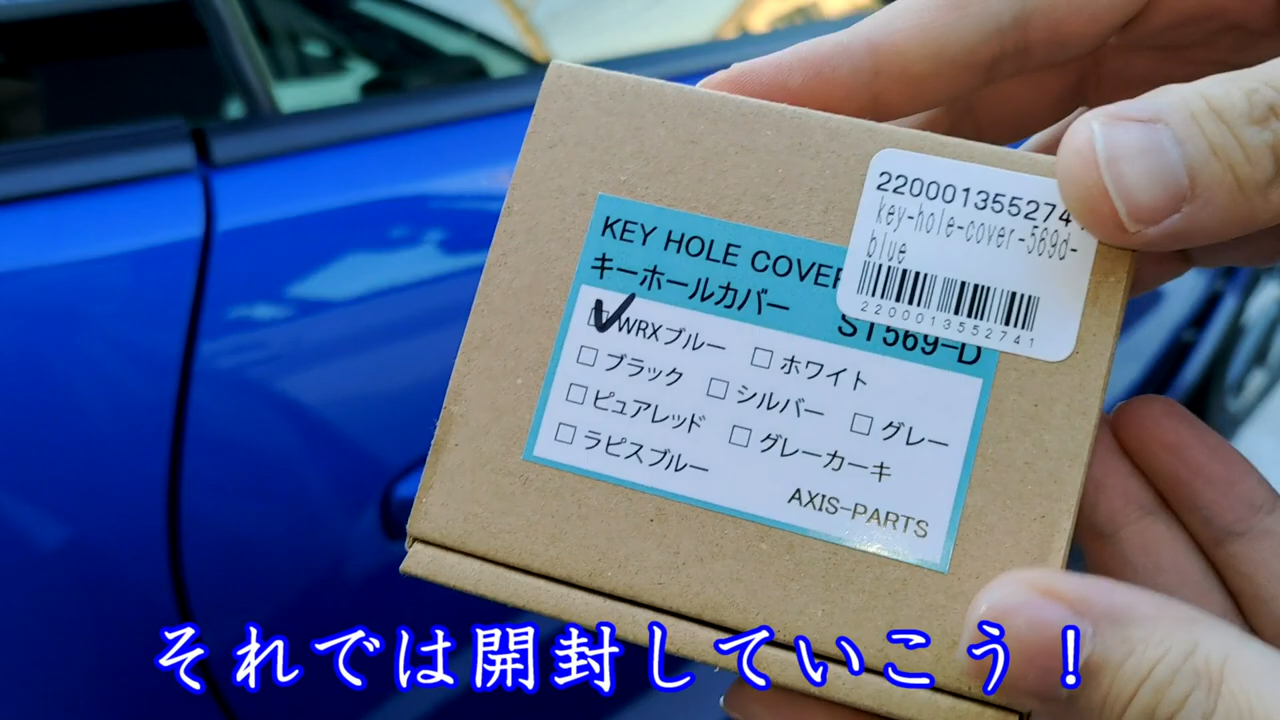 2200013552741
key-hole-cover-569d-
blue
2200013552741
KEY HOLE COVER
キーホールカバー ST569-D
WRXブルー □ホワイト
□ブラック □シルバー □グレー
□ピュアレッド □グレーカーキ
□ラピスブルー
AXIS-PARTS
それでは開封していこう！